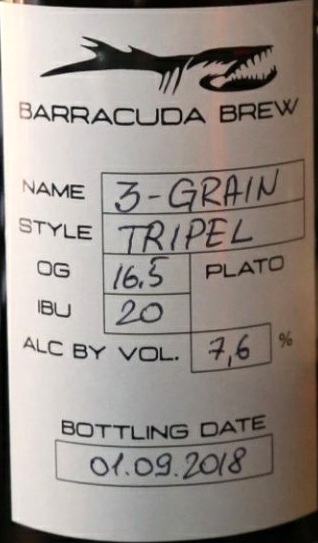 BARRACUDA BREW
NAME 3-GRAIN
STYLE TRIPEL
OG 16.5 PLATO
IBU 20
ALC BY VOL. 7,6 %
BOTTLING DATE
01.09.2018